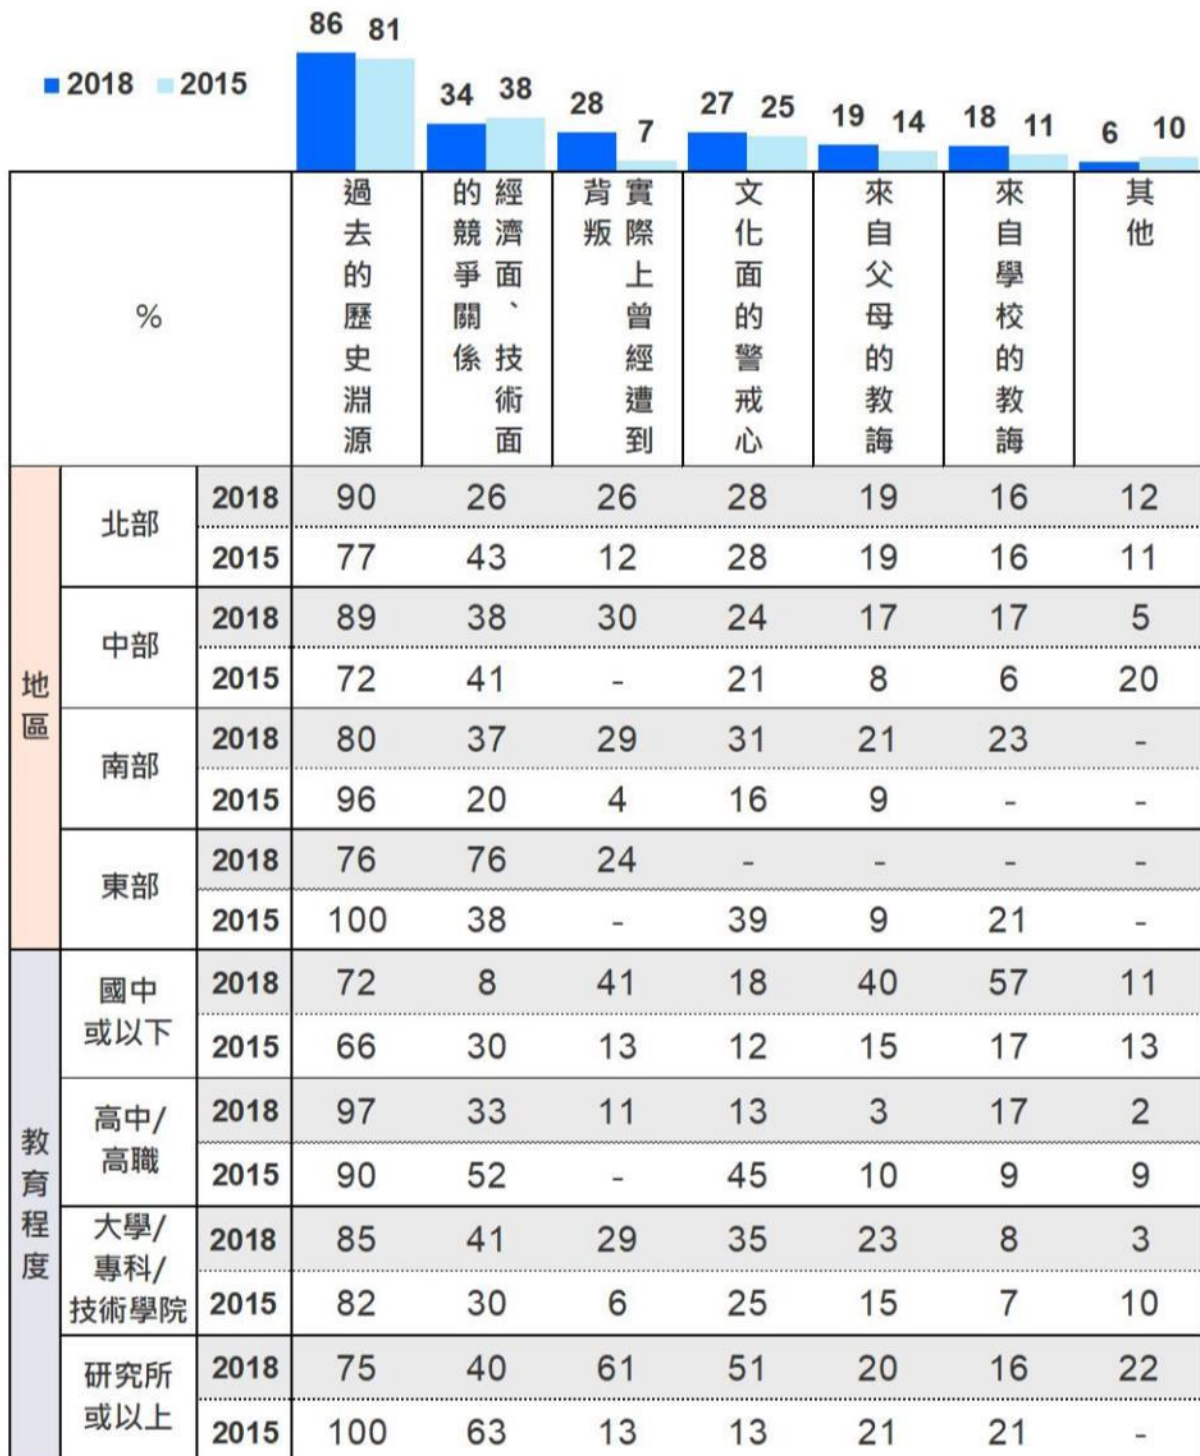 86 81
2018 2015
34 38 28 7 27 25 19 14 18 11 6 10
%
過去的歷史淵源
經濟面、技術面
的競爭關係
實際上曾經遭到
背叛
文化面的警戒心
來自父母的教誨
來自學校的教誨
其他
地區
北部
2018 90 26 26 28 19 16 12
2015 77 43 12 28 19 16 11
中部
2018 89 38 30 24 17 17 5
2015 72 41 - 21 8 6 20
南部
2018 80 37 29 31 21 23 -
2015 96 20 4 16 9 - -
東部
2018 76 76 24 - - - -
2015 100 38 - 39 9 21 -
教育程度
國中
或以下
2018 72 8 41 18 40 57 11
2015 66 30 13 12 15 17 13
高中/
高職
2018 97 33 11 13 3 17 2
2015 90 52 - 45 10 9 9
大學/
專科/
技術學院
2018 85 41 29 35 23 8 3
2015 82 30 6 25 15 7 10
研究所
或以上
2018 75 40 61 51 20 16 22
2015 100 63 13 13 21 21 -